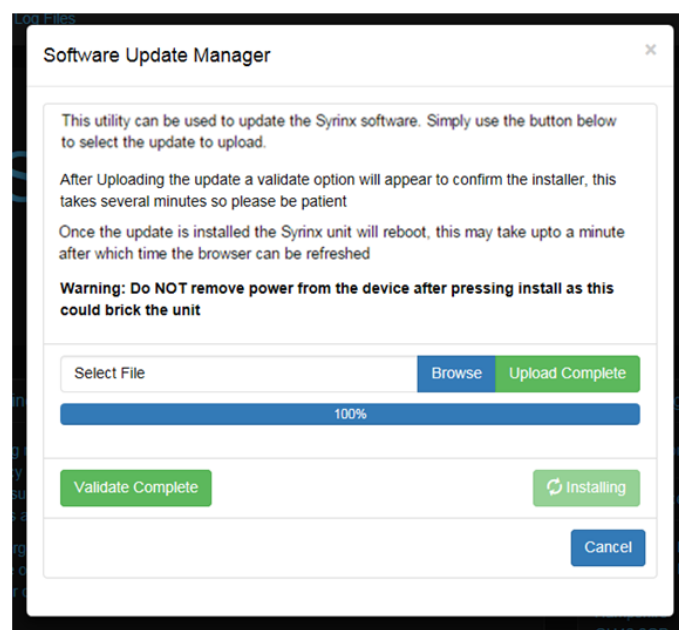 Log Files
Software Update Manager ×
This utility can be used to update the Syrinx software. Simply use the button below
to select the update to upload.
After Uploading the update a validate option will appear to confirm the installer, this
takes several minutes so please be patient
Once the update is installed the Syrinx unit will reboot, this may take upto a minute
after which time the browser can be refreshed
Warning: Do NOT remove power from the device after pressing install as this
could brick the unit
Select File Browse Upload Complete
100%
Validate Complete Installing
Cancel